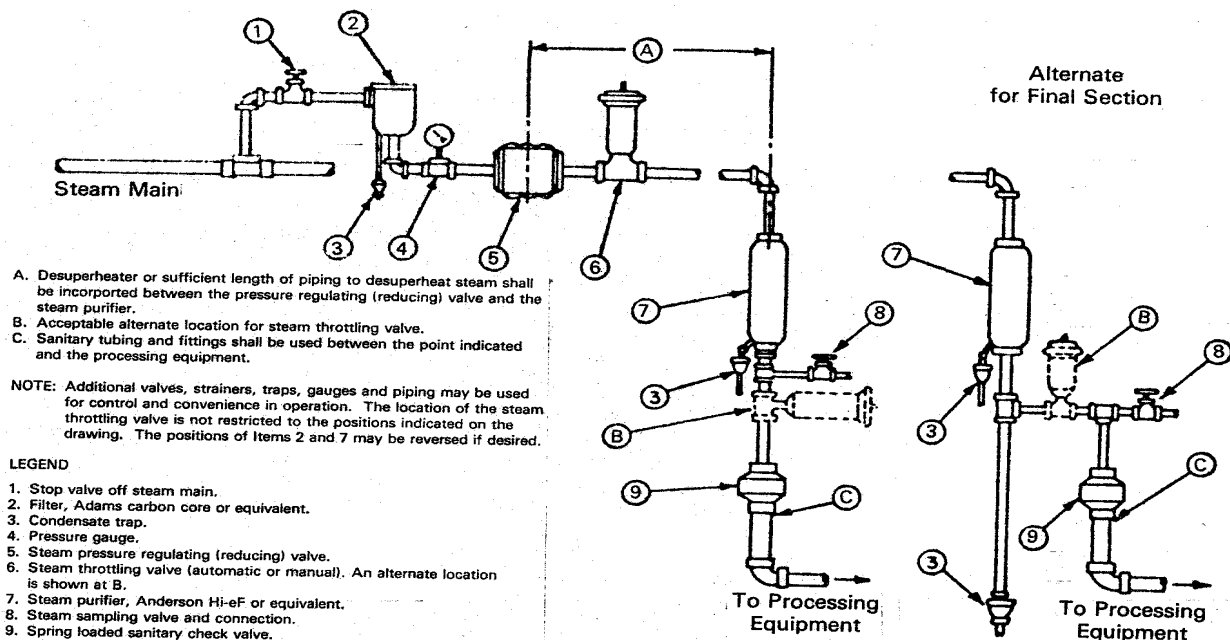 1
2
A
Alternate
for Final Section
Steam Main
3
4
5
6
7
8
3
B
9
C
To Processing
Equipment
7
B
8
3
C
9
3
To Processing
Equipment
A. Desuperheater or sufficient length of piping to desuperheat steam shall
be incorported between the pressure regulating (reducing) valve and the
steam purifier.
B. Acceptable alternate location for steam throttling valve.
C. Sanitary tubing and fittings shall be used between the point indicated
and the processing equipment.
NOTE: Additional valves, strainers, traps, gauges and piping may be used
for control and convenience in operation. The location of the steam
throttling valve is not restricted to the positions indicated on the
drawing. The positions of Items 2 and 7 may be reversed if desired.
LEGEND
1. Stop valve off steam main.
2. Filter, Adams carbon core or equivalent.
3. Condensate trap.
4. Pressure gauge.
5. Steam pressure regulating (reducing) valve.
6. Steam throttling valve (automatic or manual). An alternate location
is shown at B.
7. Steam purifier, Anderson Hi-eF or equivalent.
8. Steam sampling valve and connection.
9. Spring loaded sanitary check valve.